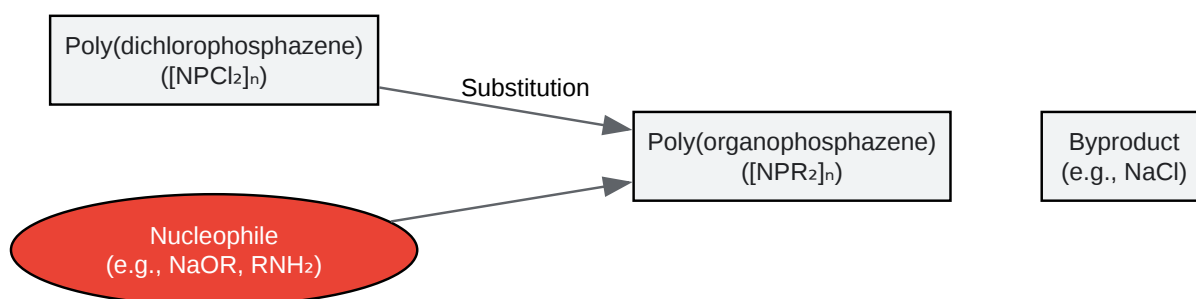 Poly(dichlorophosphazene)
([NPCl₂]ₙ)
Substitution
Poly(organophosphazene)
([NPR₂]ₙ)
Byproduct
(e.g., NaCl)
Nucleophile
(e.g., NaOR, RNH₂)